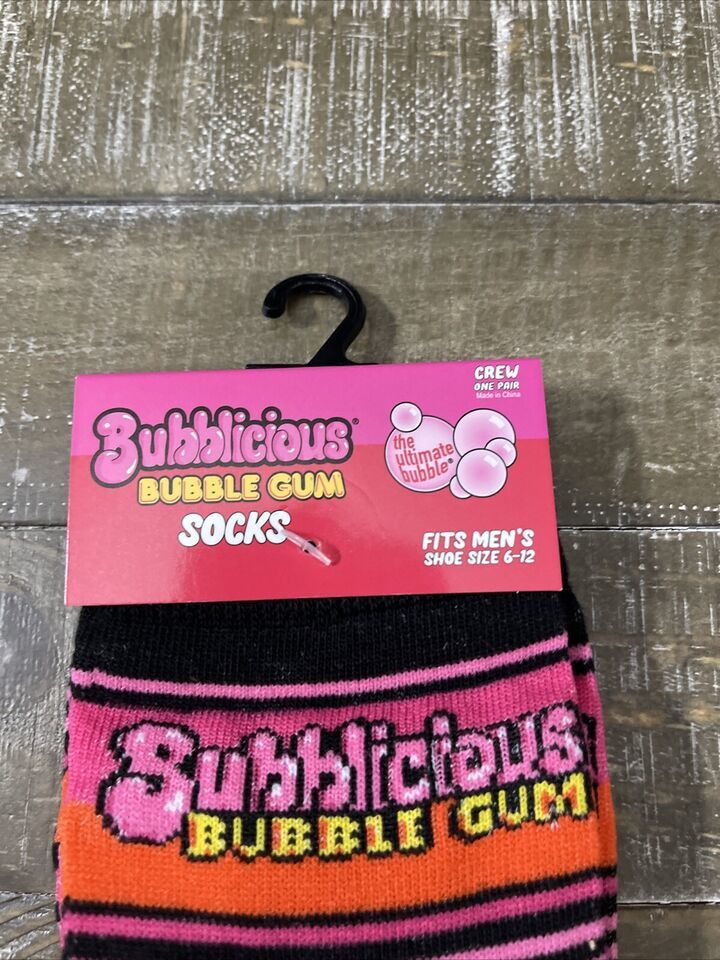 CREW
ONE PAIR
Made in China
Bubblicious®
BUBBLE GUM
SOCKS
the
ultimate
bubble®
FITS MEN'S
SHOE SIZE 6-12
Bubblicious
BUBBLE GUM